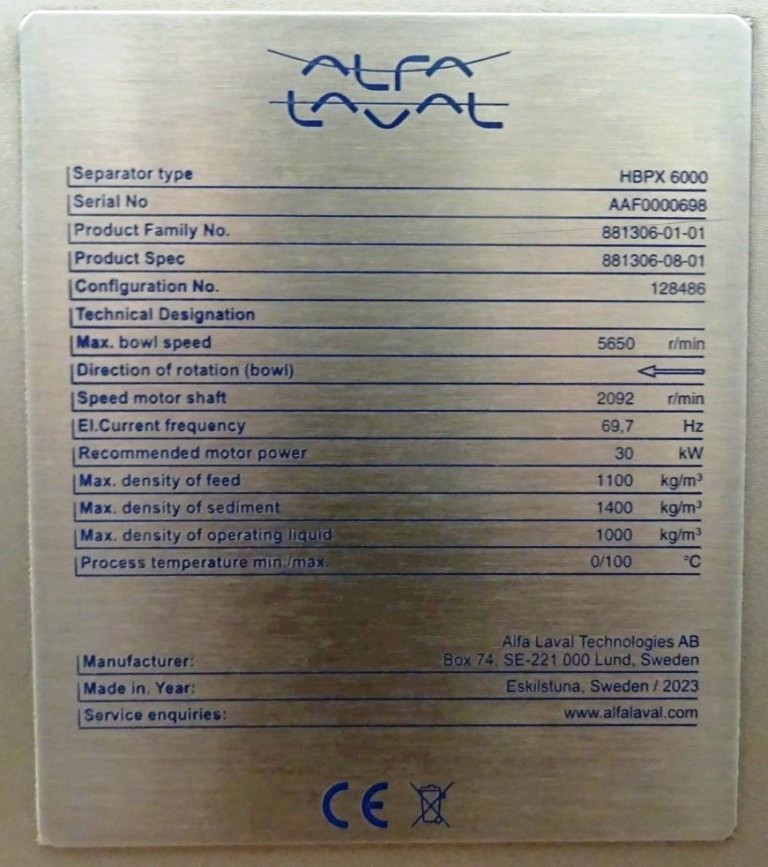 ALFA
LAVAL
Separator type HBPX 6000
Serial No AAF0000698
Product Family No. 881306-01-01
Product Spec 881306-08-01
Configuration No. 128486
Technical Designation
Max. bowl speed 5650 r/min
Direction of rotation (bowl)
Speed motor shaft 2092 r/min
El.Current frequency 69,7 Hz
Recommended motor power 30 kW
Max. density of feed 1100 kg/m³
Max. density of sediment 1400 kg/m³
Max. density of operating liquid 1000 kg/m³
Process temperature min./max. 0/100 °C
Alfa Laval Technologies AB
Manufacturer: Box 74, SE-221 000 Lund, Sweden
Made in. Year: Eskilstuna, Sweden / 2023
Service enquiries: www.alfalaval.com
CE